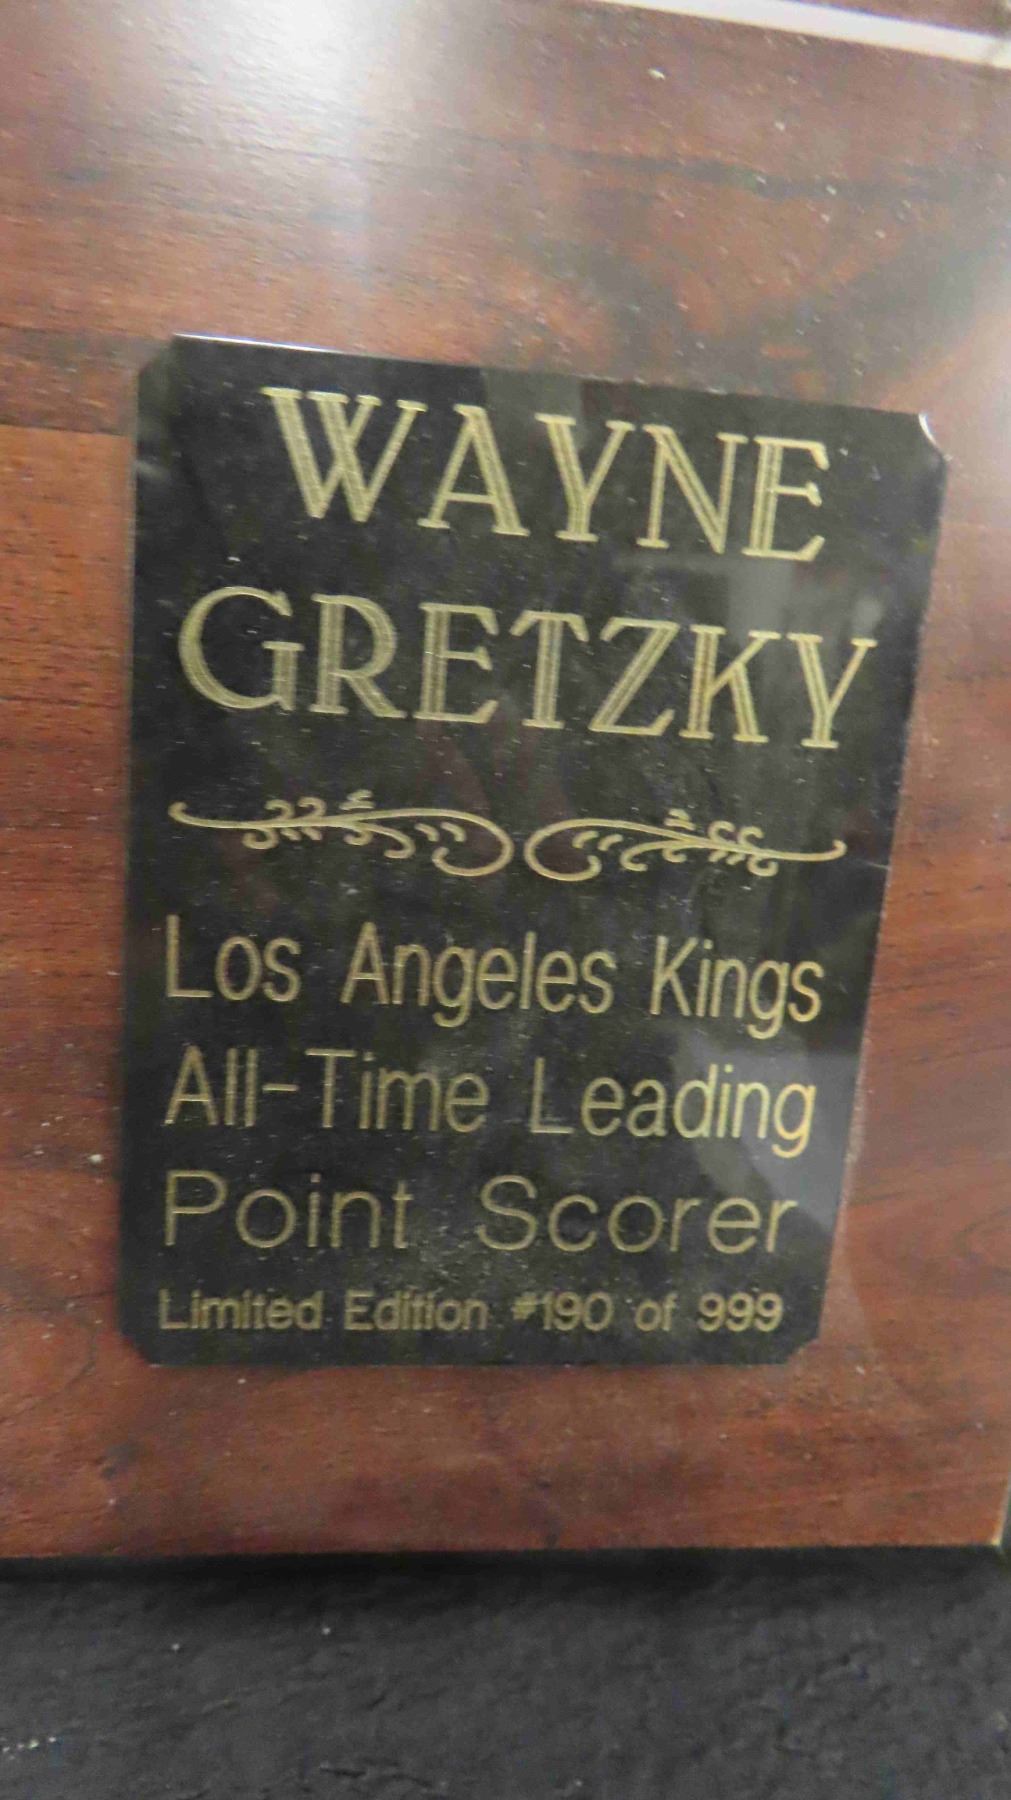 WAYNE
GRETZKY
Los Angeles Kings
All-Time Leading
Point Scorer
Limited Edition #190 of 999